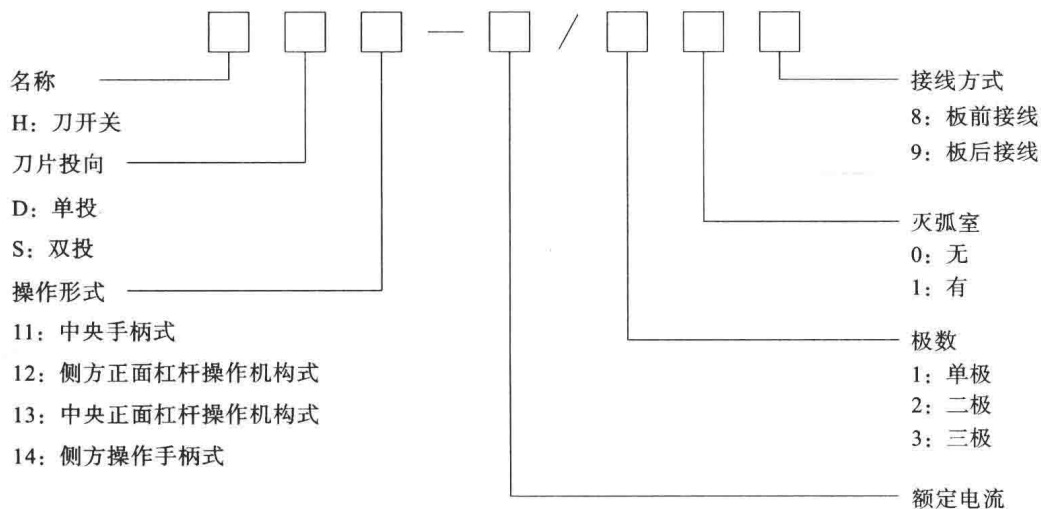 — /
名称
H：刀开关
刀片投向
D：单投
S：双投
操作形式
11：中央手柄式
12：侧方正面杠杆操作机构式
13：中央正面杠杆操作机构式
14：侧方操作手柄式
接线方式
8：板前接线
9：板后接线
灭弧室
0：无
1：有
极数
1：单极
2：二极
3：三极
额定电流